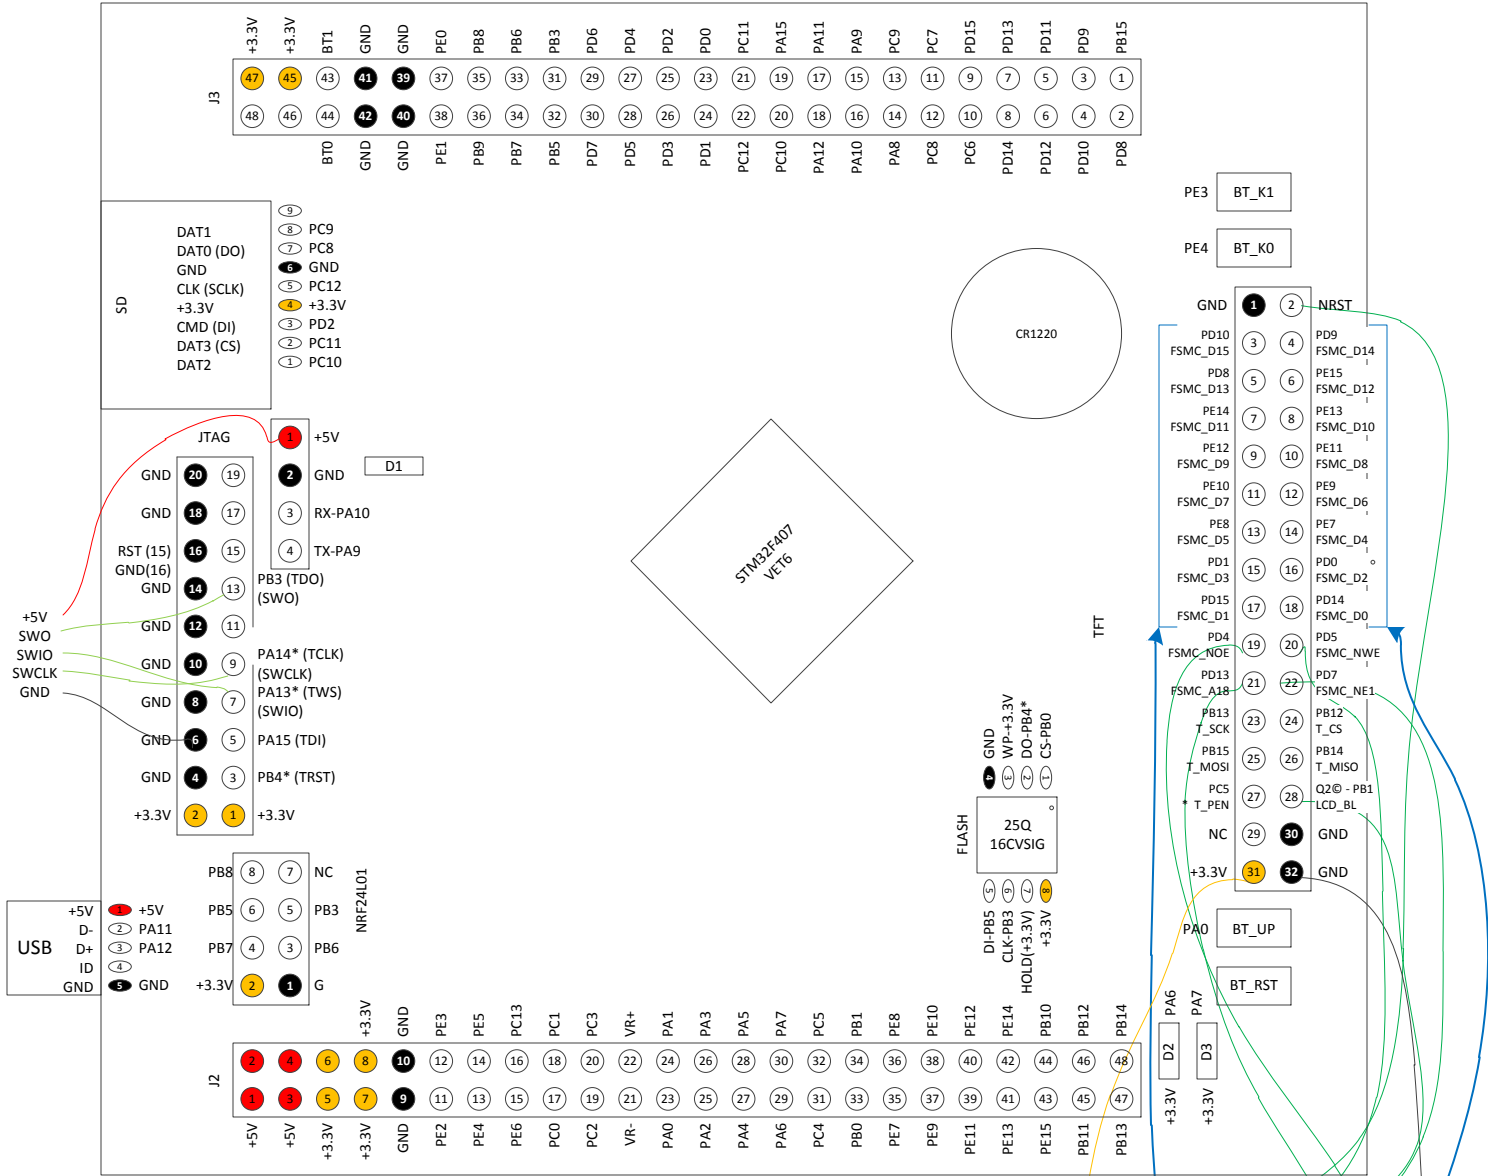 +3.3V +3.3V BT1 GND GND PE0 PB8 PB6 PB3 PD6 PD4 PD2 PD0 PC11 PA15 PA11 PA9 PC9 PC7 PD15 PD13 PD11 PD9 PB15
47 45 43 41 39 37 35 33 31 29 27 25 23 21 19 17 15 13 11 9 7 5 3 1
J3
48 46 44 42 40 38 36 34 32 30 28 26 24 22 20 18 16 14 12 10 8 6 4 2
BT0 GND GND PE1 PB9 PB7 PB5 PD7 PD5 PD3 PD1 PC12 PC10 PA12 PA10 PA8 PC8 PC6 PD14 PD12 PD10 PD8
PE3 BT_K1
PE4 BT_K0
SD
9
DAT1 8 PC9
DAT0 (DO) 7 PC8
GND 6 GND
CLK (SCLK) 5 PC12
+3.3V 4 +3.3V
CMD (DI) 3 PD2
DAT3 (CS) 2 PC11
DAT2 1 PC10
CR1220
JTAG
1 +5V
2 GND
3 RX-PA10
4 TX-PA9
D1
GND 20 19
GND 18 17
RST (15) 16 15
GND(16)
GND 14 13 PB3 (TDO)
(SWO)
GND 12 11
GND 10 9 PA14* (TCLK)
(SWCLK)
GND 8 7 PA13* (TWS)
(SWIO)
GND 6 5 PA15 (TDI)
GND 4 3 PB4* (TRST)
+3.3V 2 1 +3.3V
+5V
SWO
SWIO
SWCLK
GND
STM32F407
VET6
TFT
GND 1 2 NRST
PD10 3 4 PD9
FSMC_D15 FSMC_D14
PD8 5 6 PE15
FSMC_D13 FSMC_D12
PE14 7 8 PE13
FSMC_D11 FSMC_D10
PE12 9 10 PE11
FSMC_D9 FSMC_D8
PE10 11 12 PE9
FSMC_D7 FSMC_D6
PE8 13 14 PE7
FSMC_D5 FSMC_D4
PD1 15 16 PD0
FSMC_D3 FSMC_D2
PD15 17 18 PD14
FSMC_D1 FSMC_D0
PD4 19 20 PD5
FSMC_NOE FSMC_NWE
PD13 21 22 PD7
FSMC_A18 FSMC_NE1
PB13 23 24 PB12
T_SCK T_CS
PB15 25 26 PB14
T_MOSI T_MISO
PC5 27 28 Q2© - PB1
* T_PEN LCD_BL
NC 29 30 GND
+3.3V 31 32 GND
PA0 BT_UP
BT_RST
GND WP-+3.3V DO-PB4* CS-PB0
4 3 2 1
FLASH
25Q
16CVSIG
5 6 7 8
DI-PB5 CLK-PB3 HOLD(+3.3V) +3.3V
NRF24L01
PB8 8 7 NC
PB5 6 5 PB3
PB7 4 3 PB6
+3.3V 2 1 G
USB
+5V 1 +5V
D- 2 PA11
D+ 3 PA12
ID 4
GND 5 GND
+3.3V GND PE3 PE5 PC13 PC1 PC3 VR+ PA1 PA3 PA5 PA7 PC5 PB1 PE8 PE10 PE12 PE14 PB10 PB12 PB14
2 4 6 8 10 12 14 16 18 20 22 24 26 28 30 32 34 36 38 40 42 44 46 48
J2
1 3 5 7 9 11 13 15 17 19 21 23 25 27 29 31 33 35 37 39 41 43 45 47
+5V +5V +3.3V +3.3V GND PE2 PE4 PE6 PC0 PC2 VR- PA0 PA2 PA4 PA6 PC4 PB0 PE7 PE9 PE11 PE13 PE15 PB11 PB13
PA6 PA7
D2 D3
+3.3V +3.3V